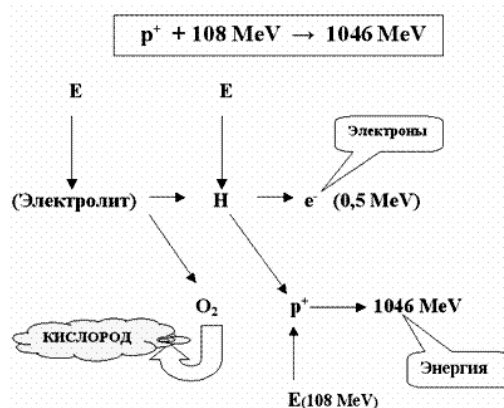 p⁺ + 108 MeV → 1046 MeV
E E
Электроны
(Электролит) → H → e⁻ (0,5 MeV)
O₂ p⁺ → 1046 MeV
КИСЛОРОД
Энергия
E(108 MeV)